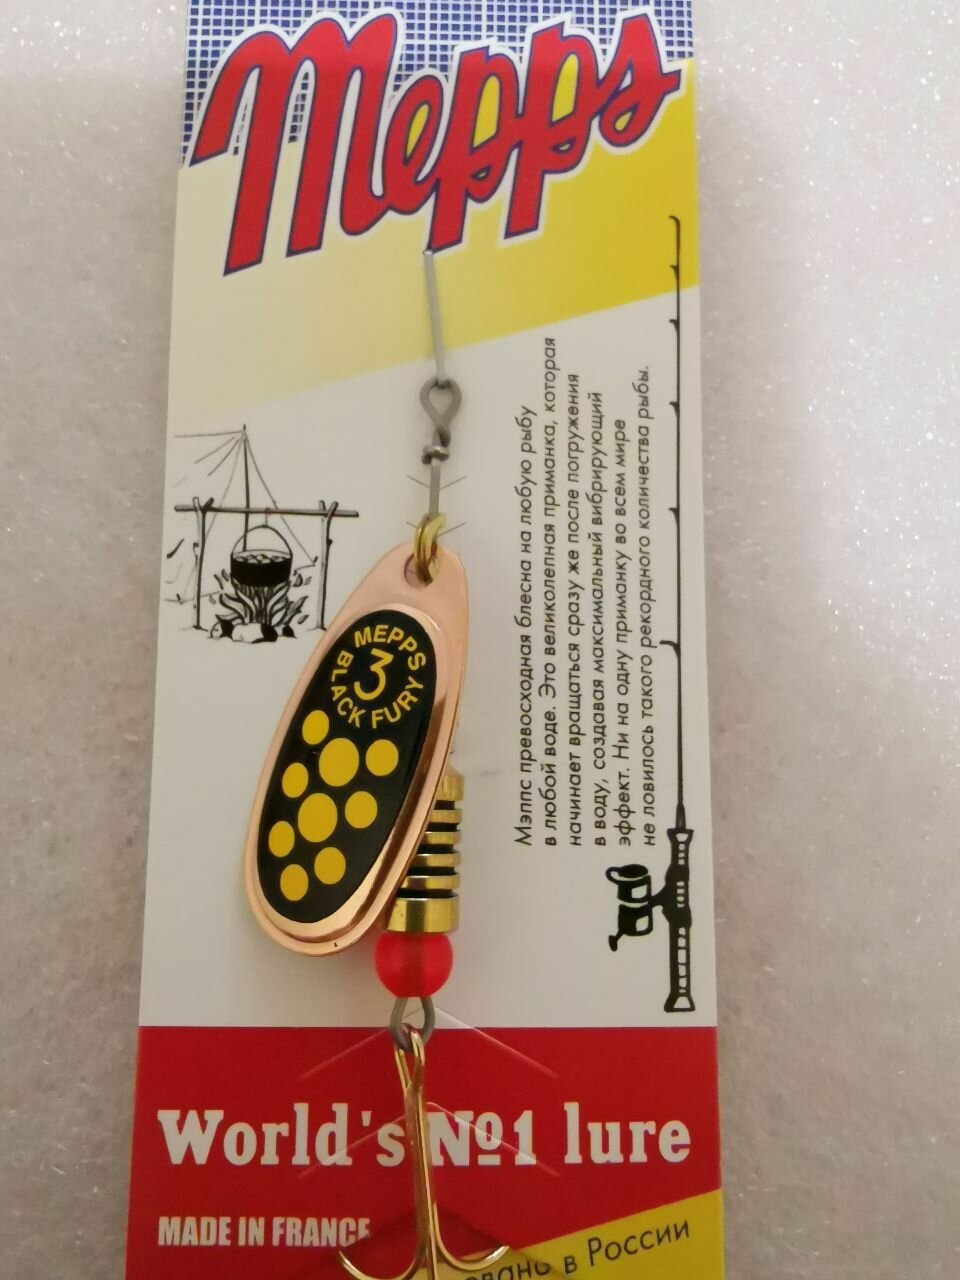 Mepps
Мэппс превосходная блесна на любую рыбу
в любой воде. Это великолепная приманка, которая
начинает вращаться сразу же после погружения
в воду, создавая максимальный вибрирующий
эффект. Ни на одну приманку во всем мире
не ловилось такого рекордного количества рыбы.
MEPPS
3
BLACK FURY
World's №1 lure
MADE IN FRANCE
в России